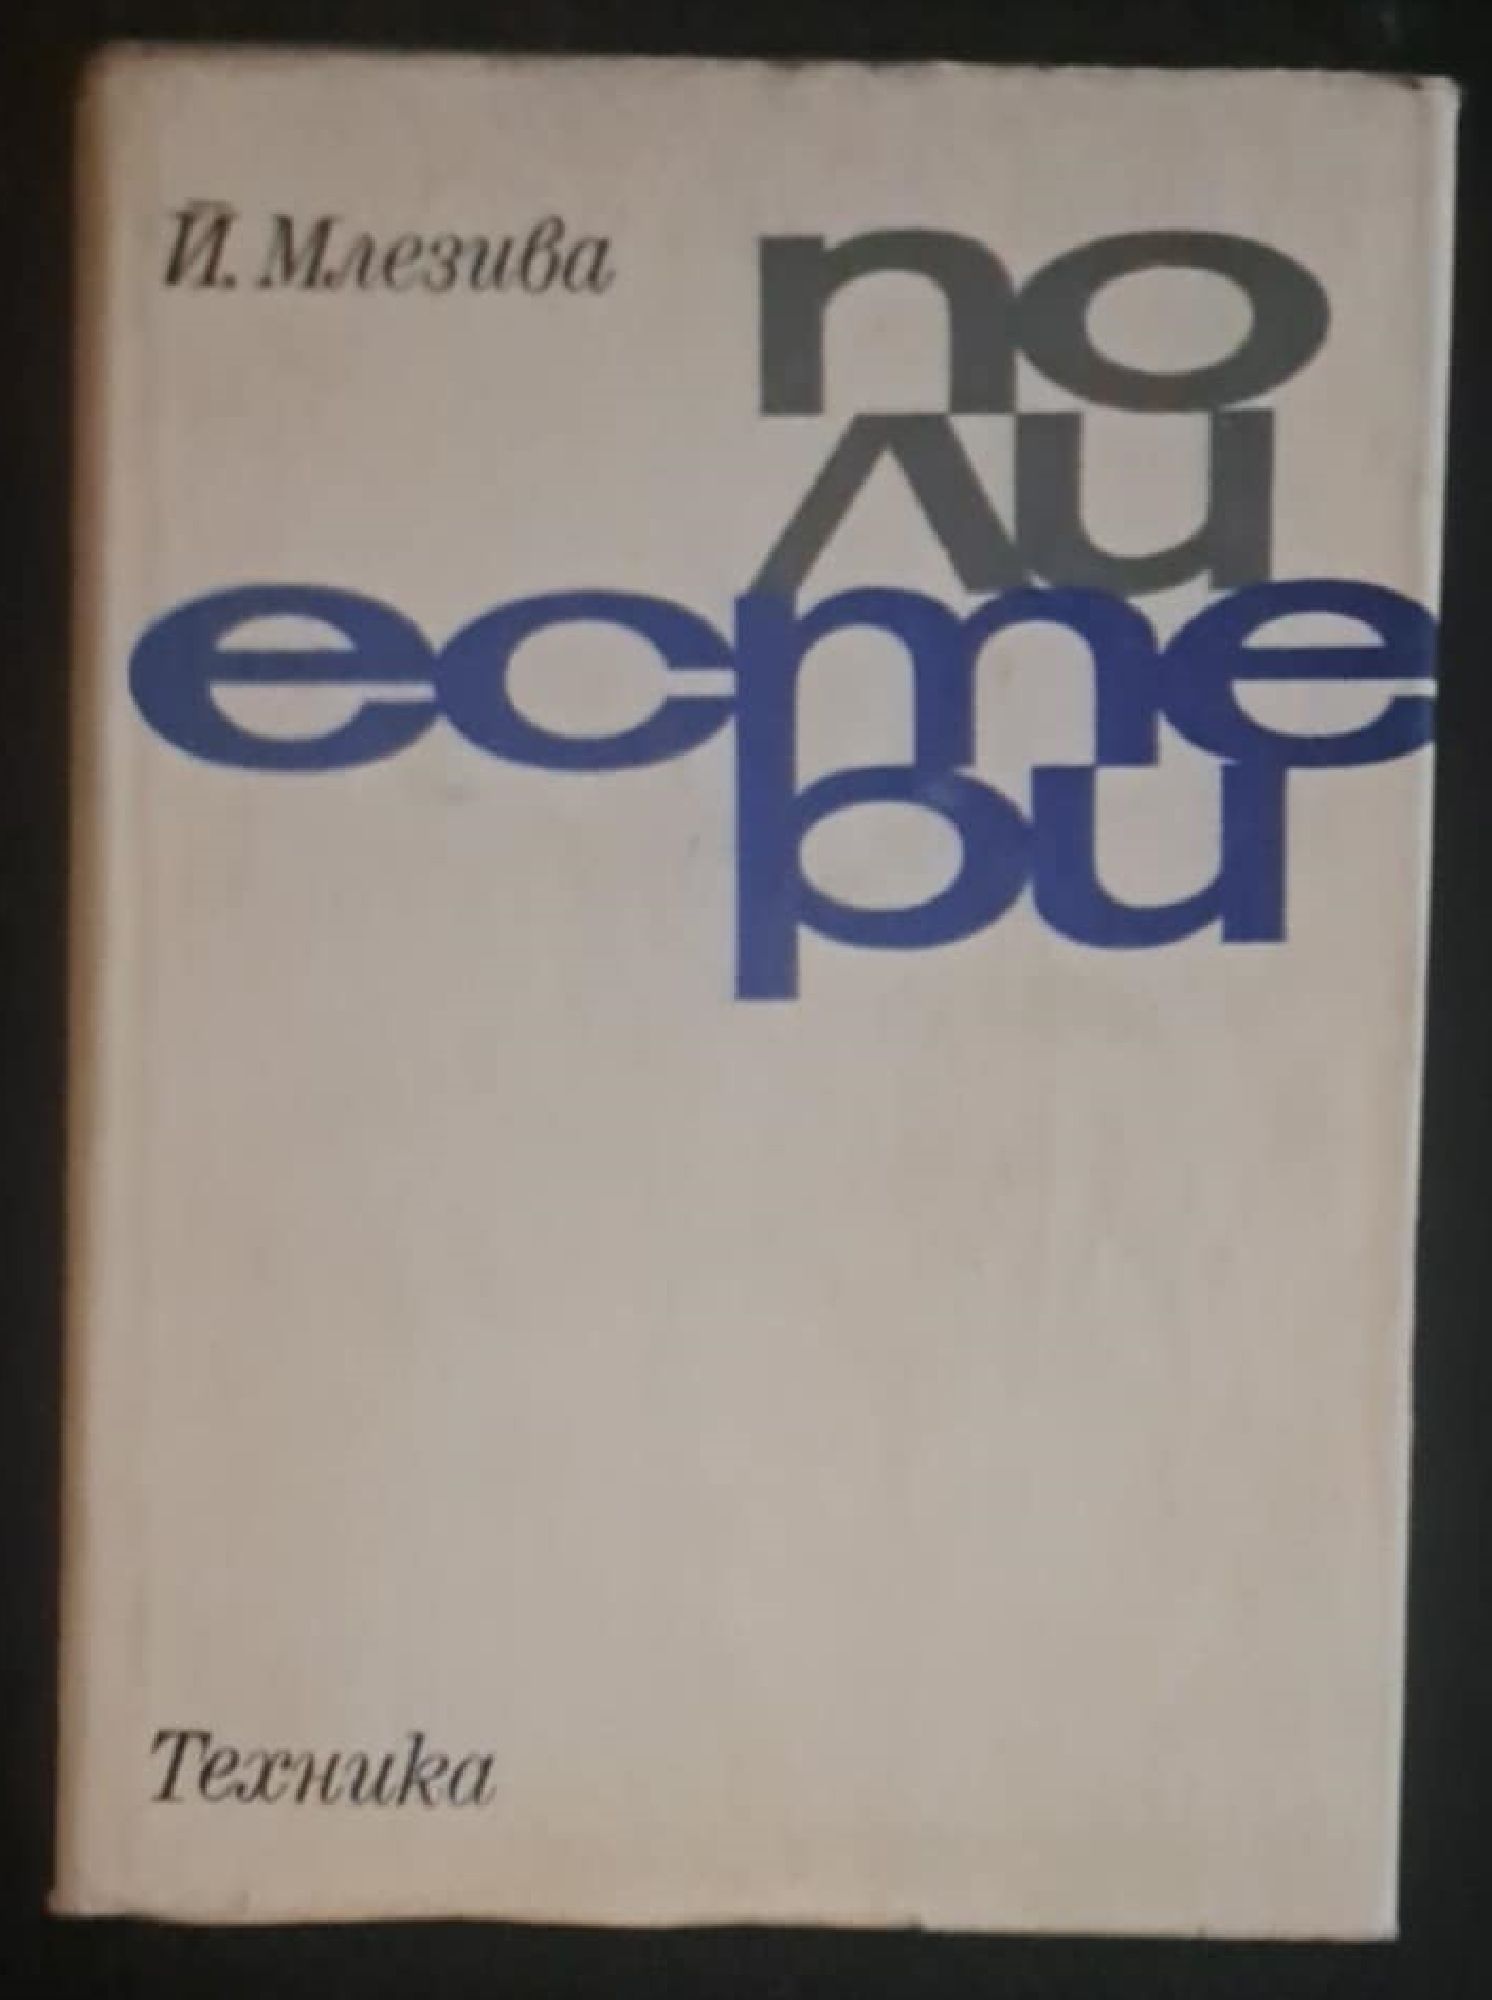 Й. Млезива
по
ли
есте
ри
Техника